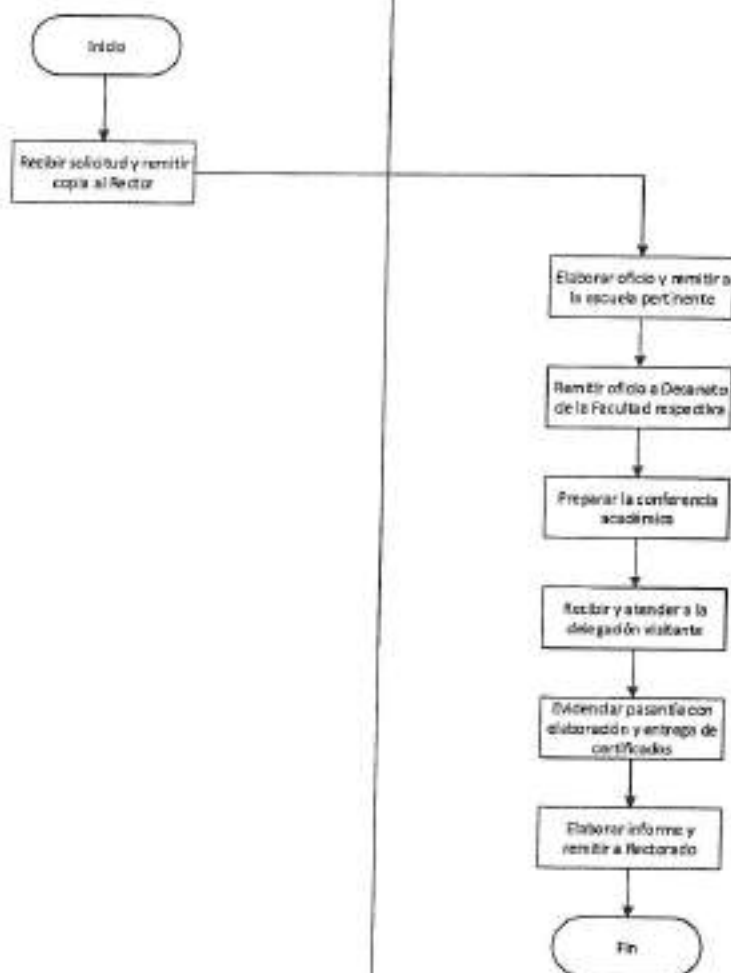 Inicio
Recibir solicitud y remitir
copia al Rector
Elaborar oficio y remitir a
la escuela pertinente
Remitir oficio a Decanato
de la Facultad respectiva
Preparar la conferencia
académica
Recibir y atender a la
delegación visitante
Evidenciar pasantía con
elaboración y entrega de
certificados
Elaborar informe y
remitir a Rectorado
Fin